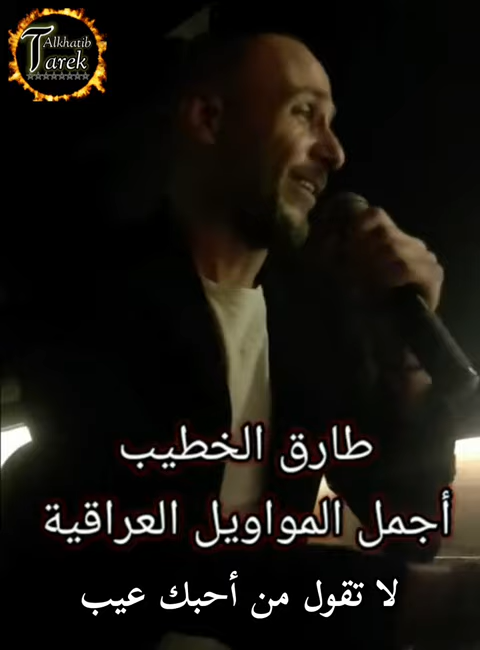 Alkhatib
Tarek
طارق الخطيب
أجمل المواويل العراقية
لا تقول من أحبك عيب